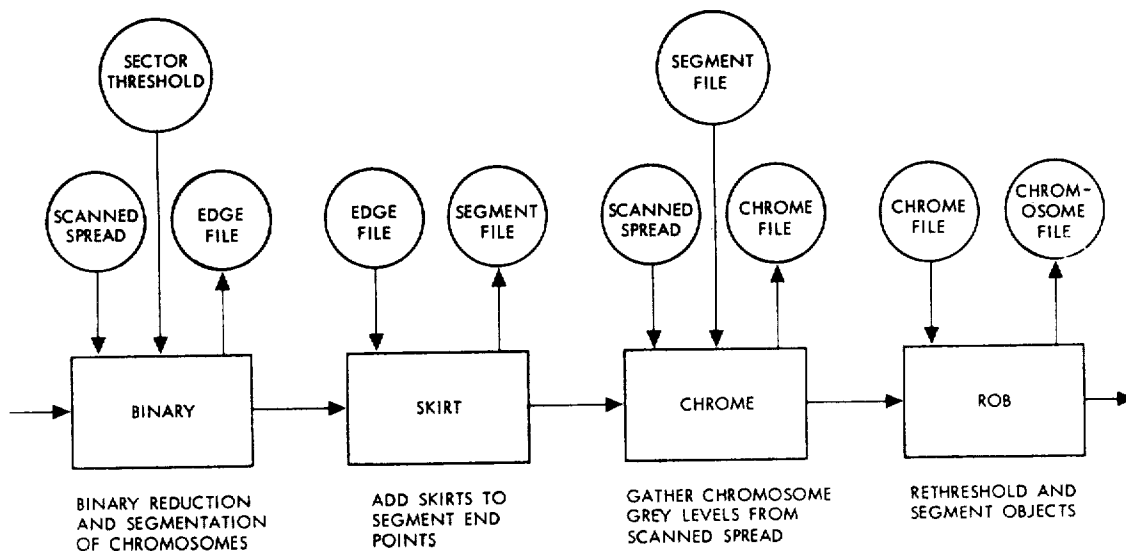 SECTOR
THRESHOLD
SEGMENT
FILE
SCANNED
SPREAD
EDGE
FILE
EDGE
FILE
SEGMENT
FILE
SCANNED
SPREAD
CHROME
FILE
CHROME
FILE
CHROM-
OSOME
FILE
BINARY
SKIRT
CHROME
ROB
BINARY REDUCTION
AND SEGMENTATION
OF CHROMOSOMES
ADD SKIRTS TO
SEGMENT END
POINTS
GATHER CHROMOSOME
GREY LEVELS FROM
SCANNED SPREAD
RETHRESHOLD AND
SEGMENT OBJECTS